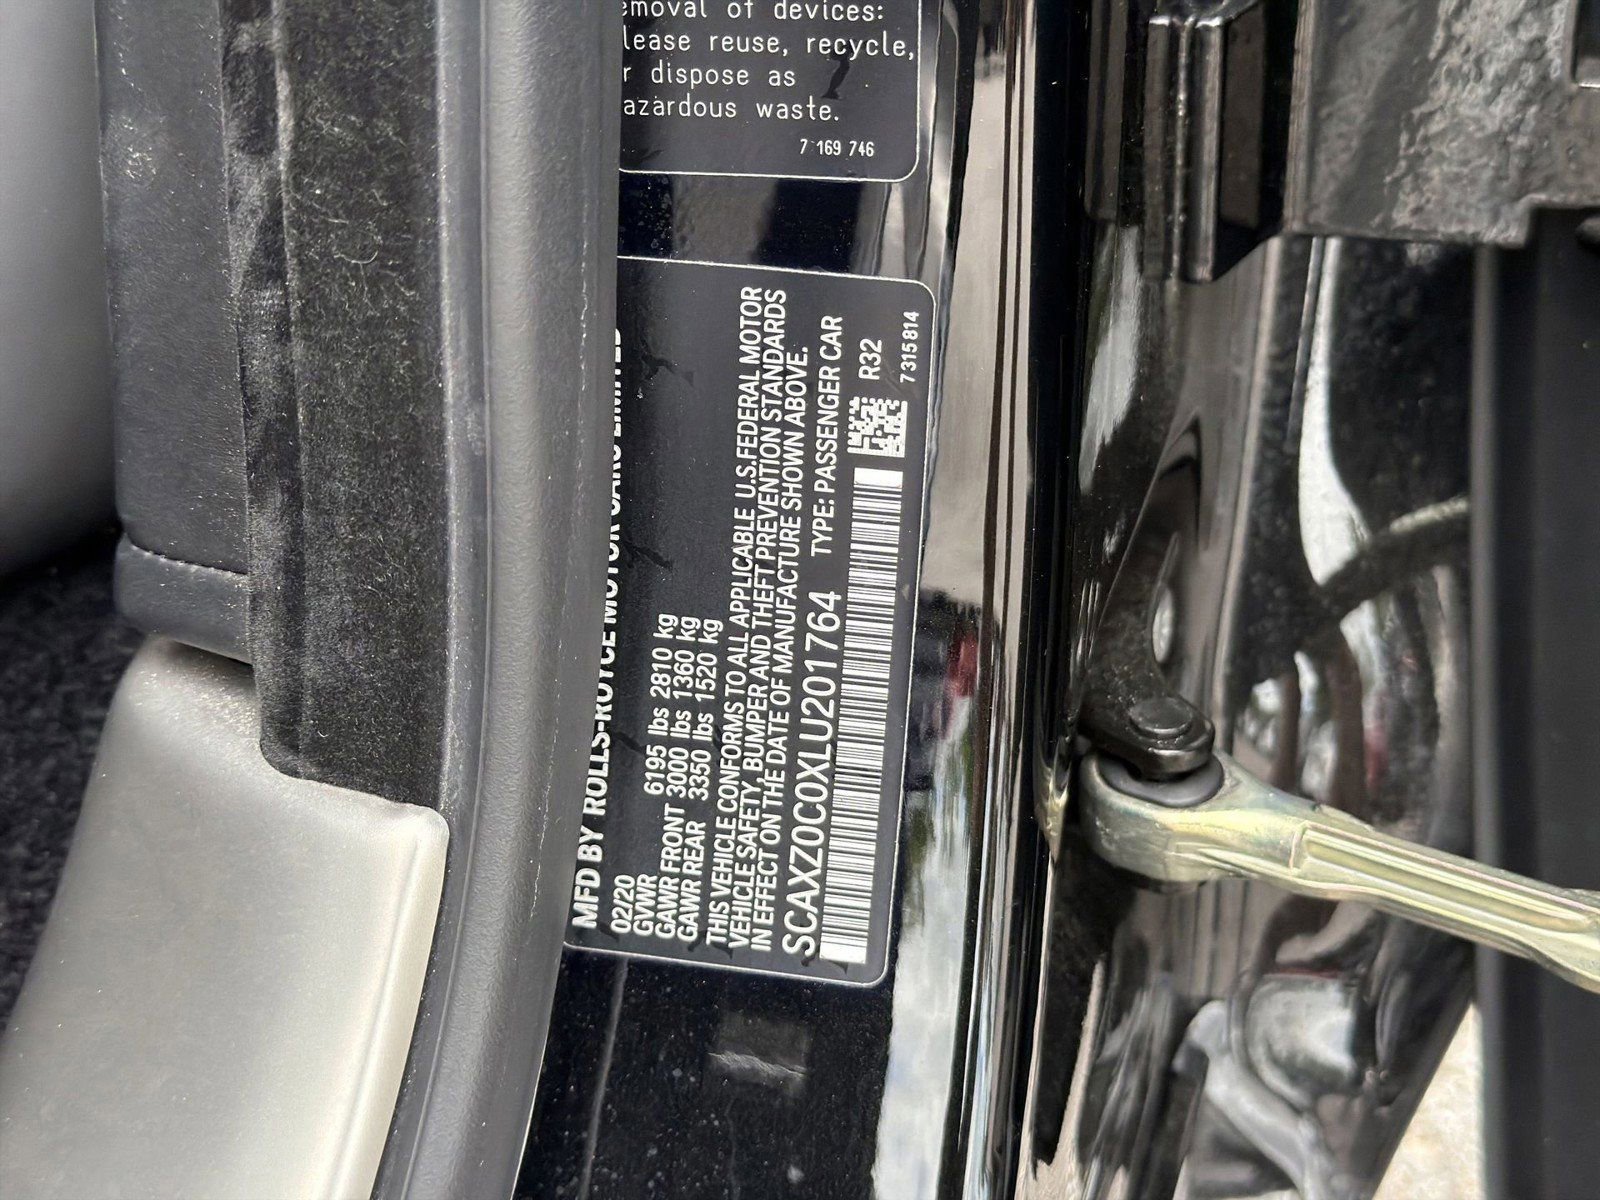 emoval of devices:
lease reuse, recycle,
r dispose as
azardous waste.
7 169 746
MFD BY ROLLS-ROYCE MOTOR CARS LIMITED
02/20
GVWR 6195 lbs 2810 kg
GAWR FRONT 3000 lbs 1360 kg
GAWR REAR 3350 lbs 1520 kg
THIS VEHICLE CONFORMS TO ALL APPLICABLE U.S.FEDERAL MOTOR
VEHICLE SAFETY, BUMPER AND THEFT PREVENTION STANDARDS
IN EFFECT ON THE DATE OF MANUFACTURE SHOWN ABOVE.
SCAXZ0C0XLU201764 TYPE: PASSENGER CAR
R32
7315814